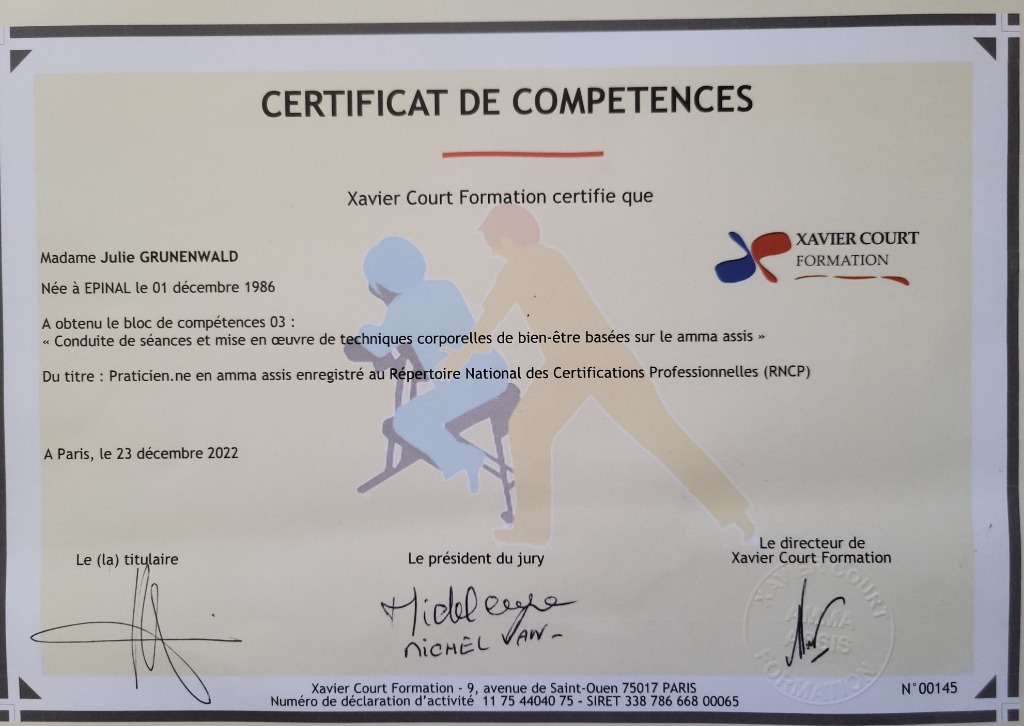 CERTIFICAT DE COMPETENCES
Xavier Court Formation certifie que
XAVIER COURT
FORMATION
Madame Julie GRUNENWALD
Née à EPINAL le 01 décembre 1986
A obtenu le bloc de compétences 03 :
« Conduite de séances et mise en œuvre de techniques corporelles de bien-être basées sur le amma assis »
Du titre : Praticien.ne en amma assis enregistré au Répertoire National des Certifications Professionnelles (RNCP)
A Paris, le 23 décembre 2022
Le (la) titulaire
Le président du jury
Le directeur de
Xavier Court Formation
MICHEL
XAVIER COURT
AMMA
ASSIS
FORMATION
Xavier Court Formation - 9, avenue de Saint-Ouen 75017 PARIS
Numéro de déclaration d'activité 11 75 44040 75 - SIRET 338 786 668 00065
N°00145